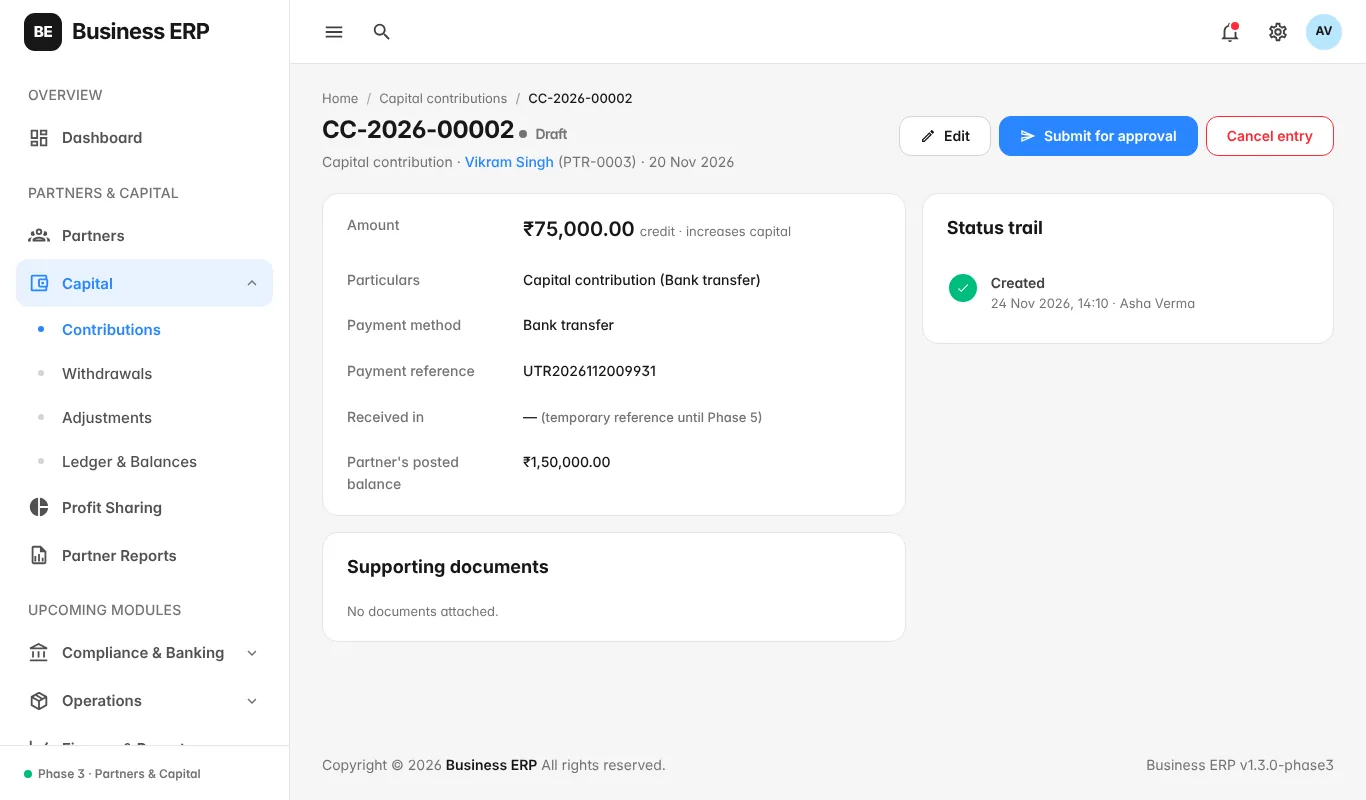 BE Business ERP
OVERVIEW
Dashboard
PARTNERS & CAPITAL
Partners
Capital
Contributions
Withdrawals
Adjustments
Ledger & Balances
Profit Sharing
Partner Reports
UPCOMING MODULES
Compliance & Banking
Operations
Phase 3 · Partners & Capital
AV
Home / Capital contributions / CC-2026-00002
CC-2026-00002 Draft
Capital contribution · Vikram Singh (PTR-0003) · 20 Nov 2026
Edit
Submit for approval
Cancel entry
Amount ₹75,000.00 credit · increases capital
Particulars Capital contribution (Bank transfer)
Payment method Bank transfer
Payment reference UTR2026112009931
Received in — (temporary reference until Phase 5)
Partner's posted balance ₹1,50,000.00
Supporting documents
No documents attached.
Status trail
Created
24 Nov 2026, 14:10 · Asha Verma
Copyright © 2026 Business ERP All rights reserved.
Business ERP v1.3.0-phase3